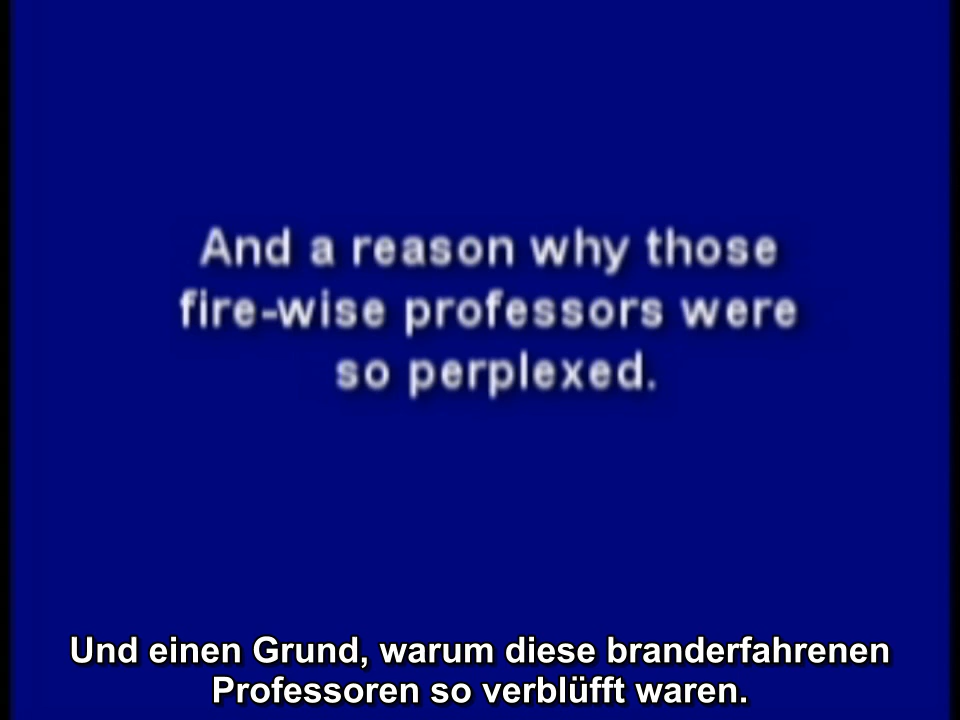 And a reason why those
fire-wise professors were
so perplexed.
Und einen Grund, warum diese branderfahrenen
Professoren so verblüfft waren.